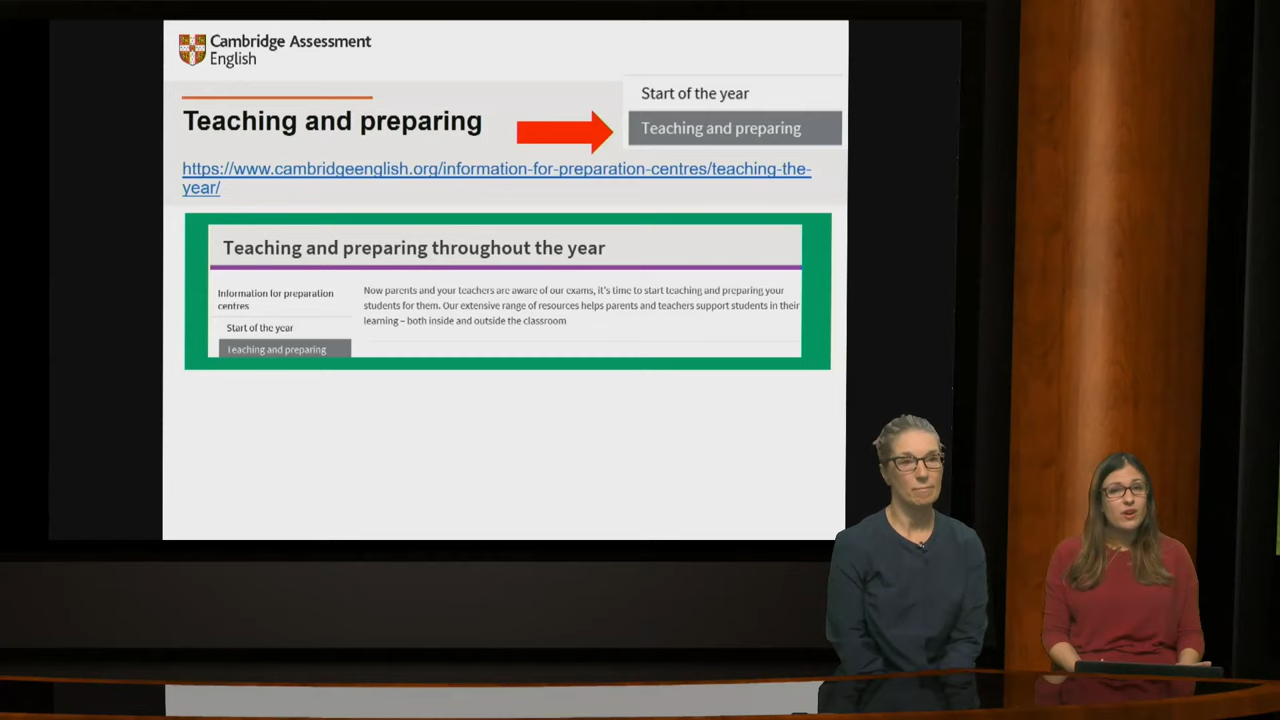 Cambridge Assessment
English
Start of the year
Teaching and preparing
Teaching and preparing
https://www.cambridgeenglish.org/information-for-preparation-centres/teaching-the-
year/
Teaching and preparing throughout the year
Information for preparation
centres
Start of the year
Teaching and preparing
Now parents and your teachers are aware of our exams, it's time to start teaching and preparing your
students for them. Our extensive range of resources helps parents and teachers support students in their
learning – both inside and outside the classroom